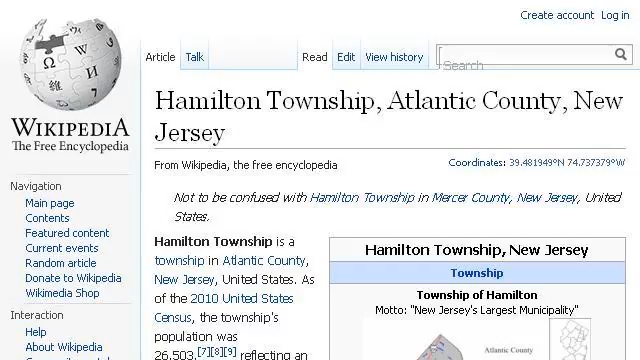 Create account Log in
Article Talk Read Edit View history Search
WIKIPEDIA
The Free Encyclopedia
Hamilton Township, Atlantic County, New
Jersey
From Wikipedia, the free encyclopedia
Coordinates: 39.481949°N 74.737379°W
Not to be confused with Hamilton Township in Mercer County, New Jersey, United
States.
Navigation
Main page
Contents
Featured content
Current events
Random article
Donate to Wikipedia
Wikimedia Shop
Interaction
Help
About Wikipedia
Hamilton Township is a
township in Atlantic County,
New Jersey, United States. As
of the 2010 United States
Census, the township's
population was
26,503,[7][8][9] reflecting an
Hamilton Township, New Jersey
Township
Township of Hamilton
Motto: "New Jersey's Largest Municipality"
Atlantic County